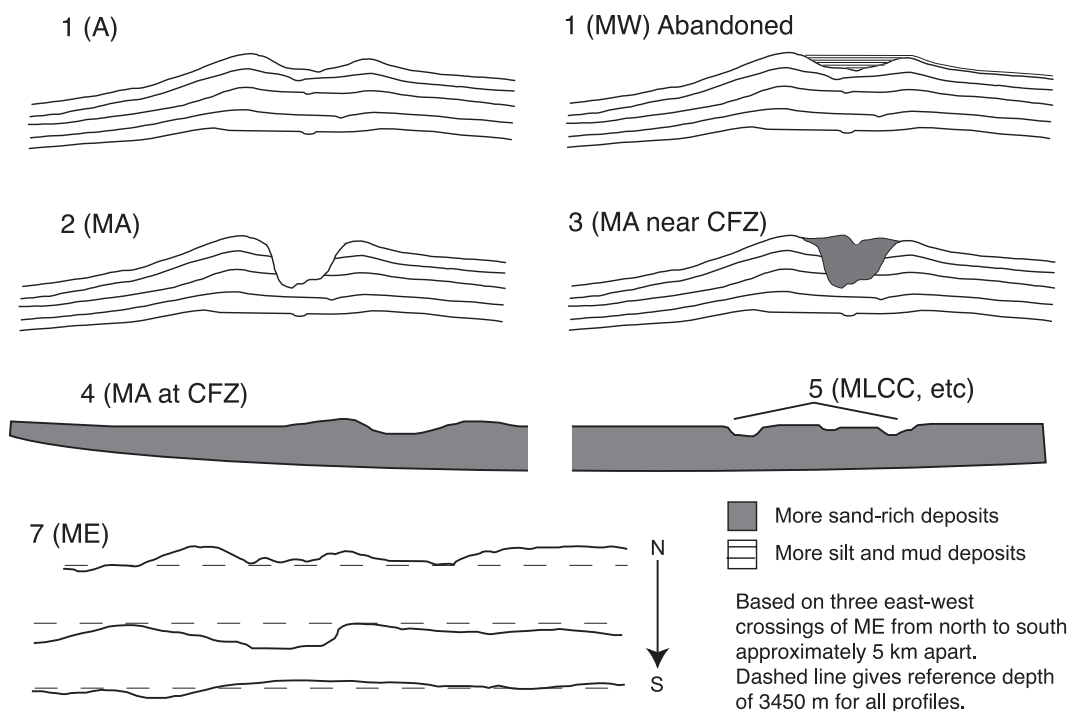 1 (A)
1 (MW) Abandoned
2 (MA)
3 (MA near CFZ)
4 (MA at CFZ)
5 (MLCC, etc)
7 (ME)
N
S
More sand-rich deposits
More silt and mud deposits
Based on three east-west
crossings of ME from north to south
approximately 5 km apart.
Dashed line gives reference depth
of 3450 m for all profiles.